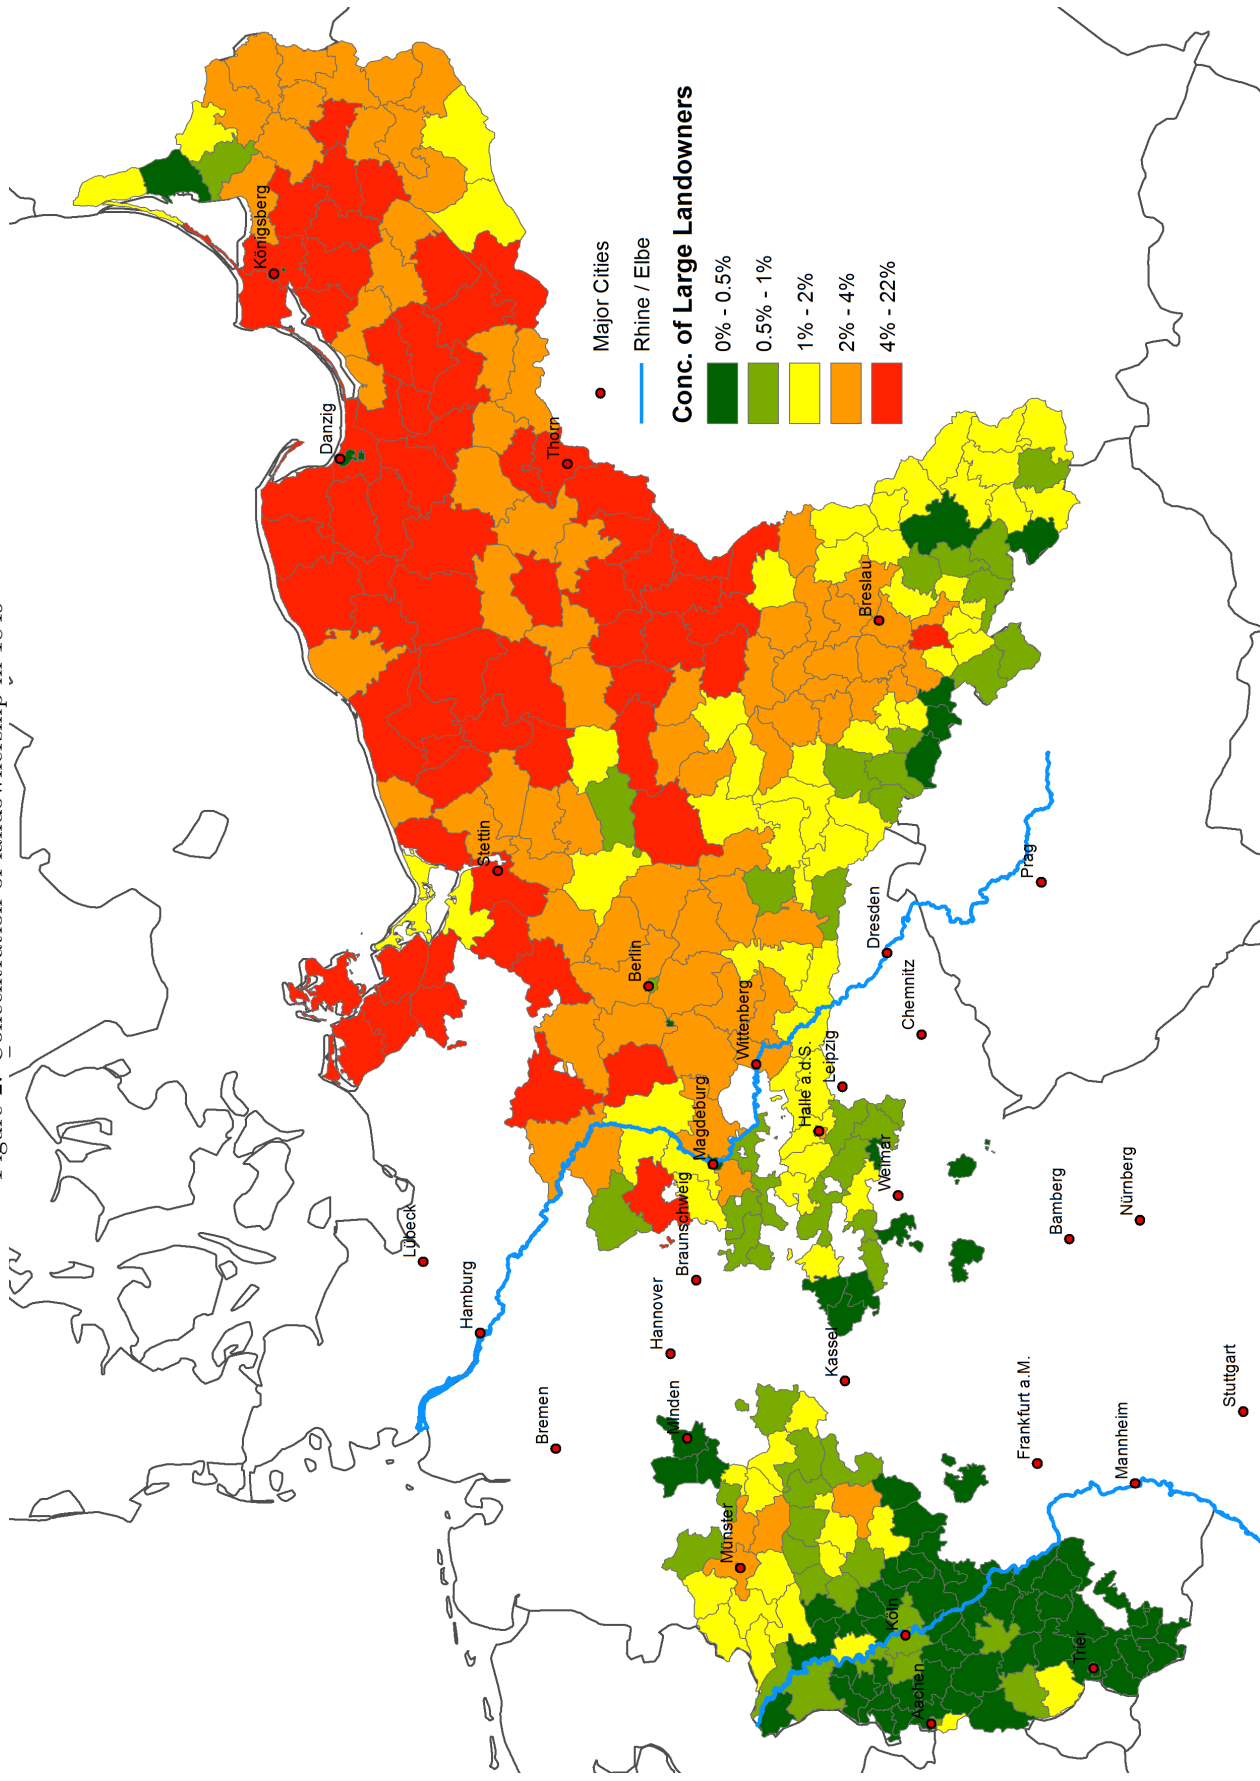 Königsberg
Danzig
Lübeck
Hamburg
Stettin
Bremen
Thorn
Berlin
Hannover
Minden
Braunschweig
Magdeburg
Münster
Wittenberg
Halle a.d.S.
Leipzig
Kassel
Breslau
Dresden
Weimar
Köln
Chemnitz
Aachen
Frankfurt a.M.
Prag
Bamberg
Trier
Mannheim
Nürnberg
Stuttgart
Major Cities
Rhine / Elbe
Conc. of Large Landowners
0% - 0.5%
0.5% - 1%
1% - 2%
2% - 4%
4% - 22%